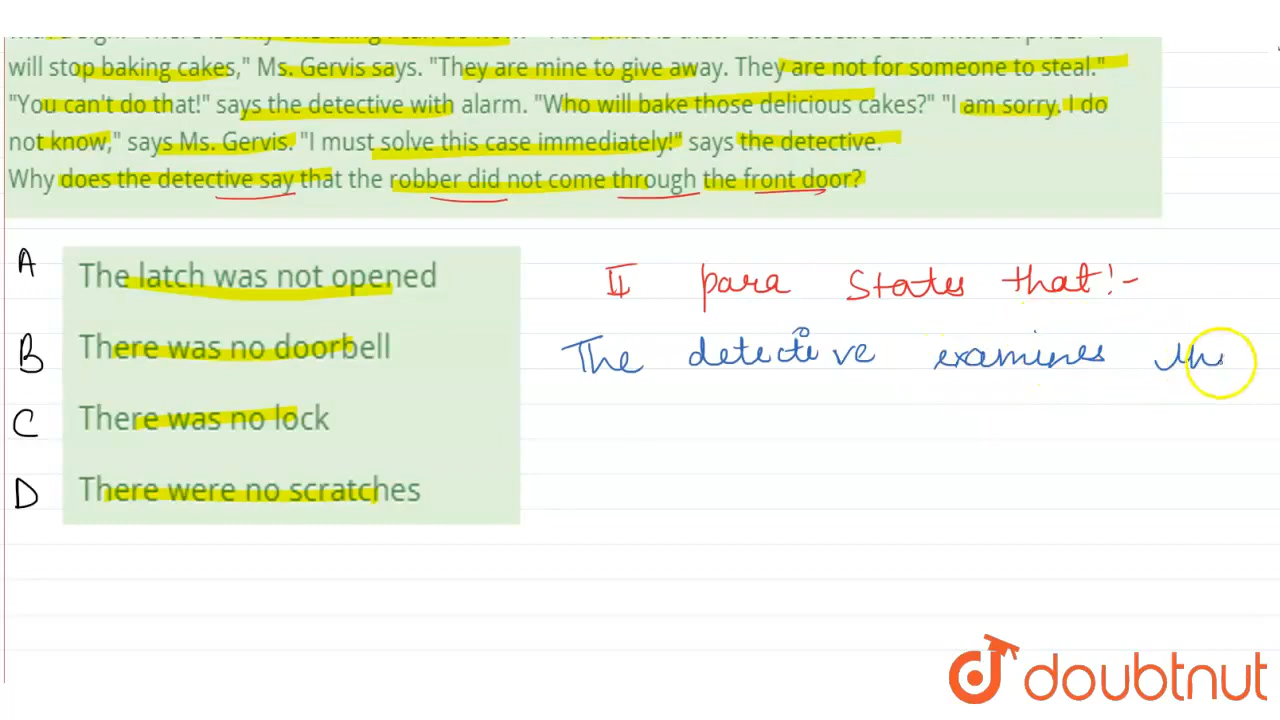 will stop baking cakes," Ms. Gervis says. "They are mine to give away. They are not for someone to steal."
"You can't do that!" says the detective with alarm. "Who will bake those delicious cakes?" "I am sorry. I do
not know," says Ms. Gervis. "I must solve this case immediately!" says the detective.
Why does the detective say that the robber did not come through the front door?
A The latch was not opened
B There was no doorbell
C There was no lock
D There were no scratches
II para states that:-
The detective examines the
doubtnut